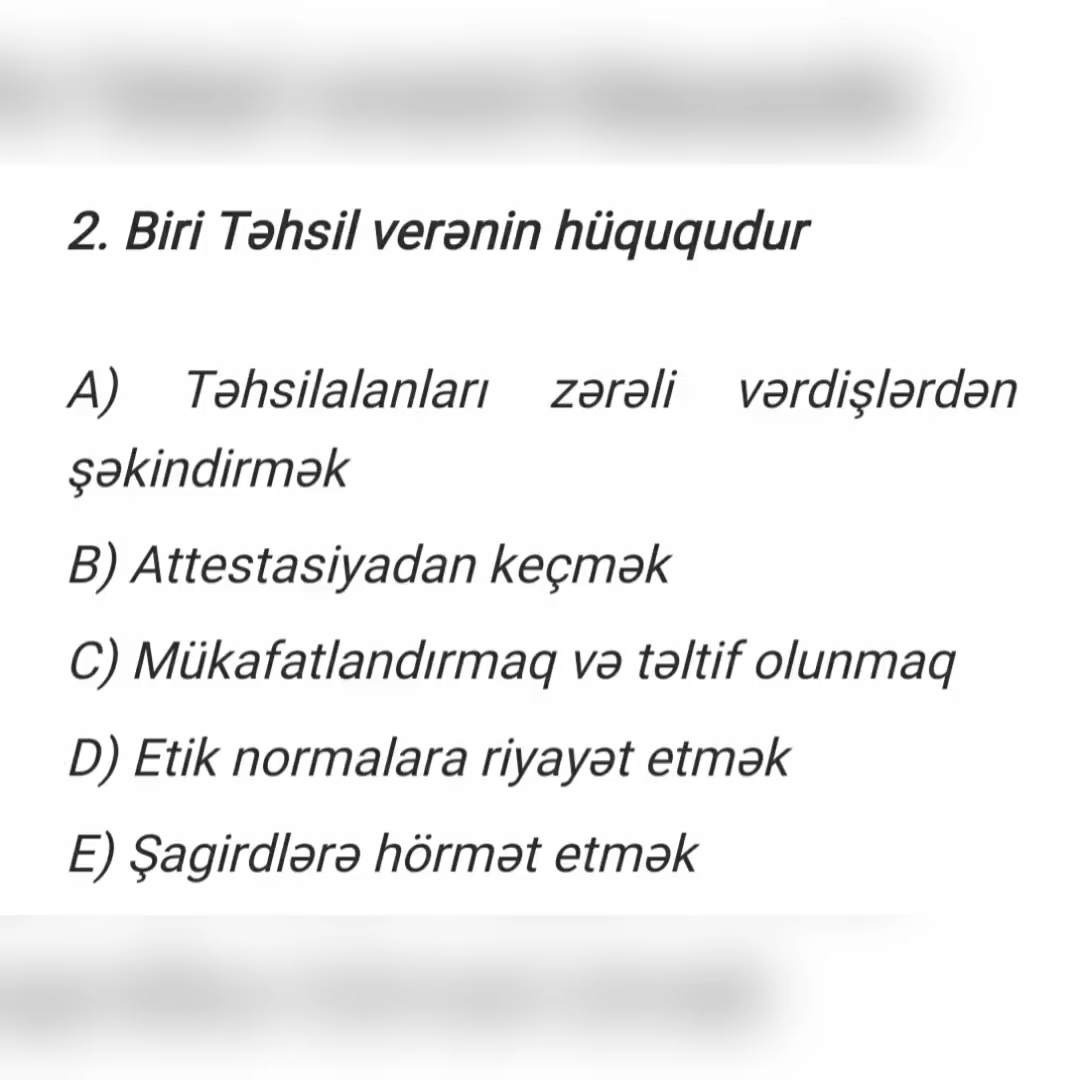 2. Biri Təhsil verənin hüququdur
A) Təhsilalanları zərəli vərdişlərdən
şəkindirmək
B) Attestasiyadan keçmək
C) Mükafatlandırmaq və təltif olunmaq
D) Etik normalara riyayət etmək
E) Şagirdlərə hörmət etmək